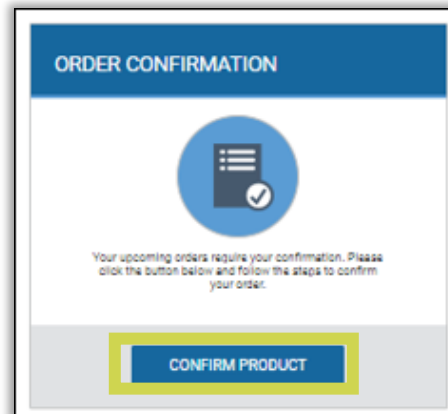 ORDER CONFIRMATION
Your upcoming orders require your confirmation. Please
click the button below and follow the steps to confirm
your order.
CONFIRM PRODUCT